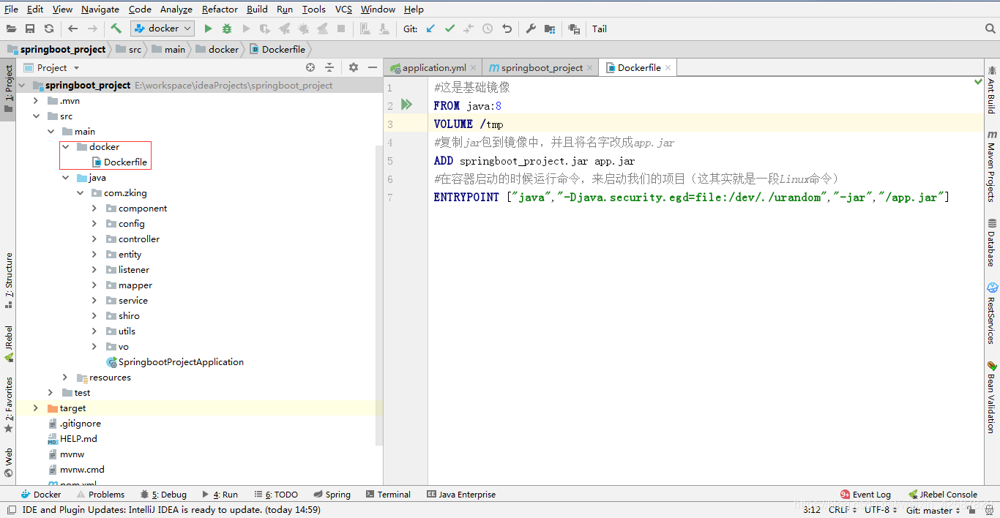 File Edit View Navigate Code Analyze Refactor Build Run Tools VCS Window Help
docker Git: Tail
springboot_project src main docker Dockerfile
Project
application.yml springboot_project Dockerfile
springboot_project E:\workspace\ideaProjects\springboot_project
.mvn
src
main
docker
Dockerfile
java
com.zking
component
config
controller
entity
listener
mapper
service
shiro
utils
vo
SpringbootProjectApplication
resources
test
target
.gitignore
HELP.md
mvnw
mvnw.cmd
pom.xml
1 #这是基础镜像
2 FROM java:8
3 VOLUME /tmp
4 #复制jar包到镜像中，并且将名字改成app.jar
5 ADD springboot_project.jar app.jar
6 #在容器启动的时候运行命令，来启动我们的项目（这其实就是一段Linux命令）
7 ENTRYPOINT ["java","-Djava.security.egd=file:/dev/./urandom","-jar","/app.jar"]
1: Project
7: Structure
JRebel
2: Favorites
Web
Ant Build
Maven Projects
Database
RestServices
Bean Validation
Docker Problems 5: Debug 4: Run 6: TODO Spring Terminal Java Enterprise Event Log JRebel Console
IDE and Plugin Updates: IntelliJ IDEA is ready to update. (today 14:59) 3:12 CRLF UTF-8 Git: master